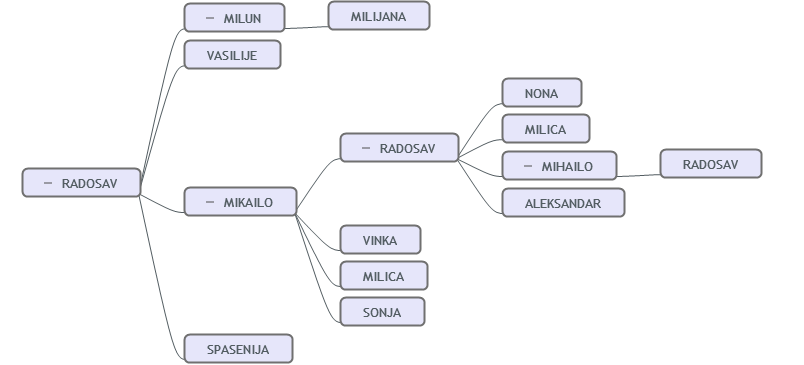 — MILUN
MILIJANA
VASILIJE
— RADOSAV
— MIKAILO
— RADOSAV
NONA
MILICA
— MIHAILO
RADOSAV
ALEKSANDAR
VINKA
MILICA
SONJA
SPASENIJA